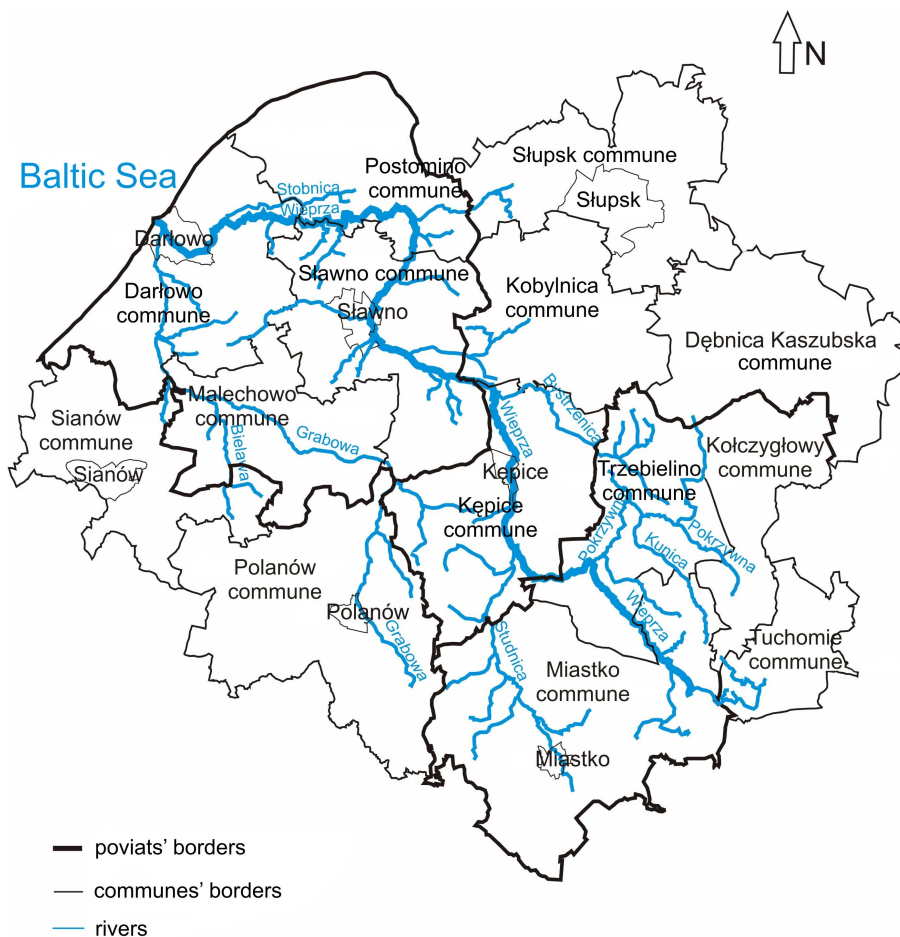 N
Baltic Sea
Postomino
commune
Słupsk commune
Słupsk
Stobnica
Wieprza
Darłowo
Sławno commune
Kobylnica
commune
Darłowo
commune
Sławno
Dębnica Kaszubska
commune
Malechowo
commune
Bystrzenica
Wieprza
Sianów
commune
Sianów
Bielawa
Grabowa
Kępice
Kołczygłowy
commune
Trzebielino
commune
Kępice
commune
Pokrzywna
Kunica
Pokrzywna
Polanów
commune
Polanów
Grabowa
Studnica
Wieprza
Tuchomie
commune
Miastko
commune
Miastko
poviats' borders
communes' borders
rivers